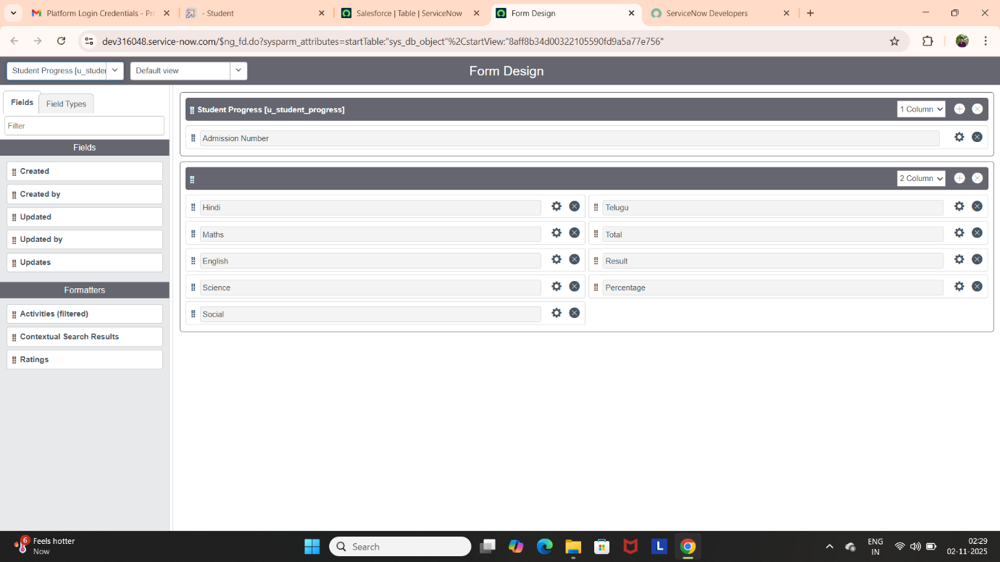 Platform Login Credentials - Pro
- Student
Salesforce | Table | ServiceNow
Form Design
ServiceNow Developers
dev316048.service-now.com/$ng_fd.do?sysparm_attributes=startTable:"sys_db_object"%2CstartView:"8aff8b34d00322105590fd9a5a77e756"
Student Progress [u_studen
Default view
Form Design
Fields
Field Types
Filter
Fields
Created
Created by
Updated
Updated by
Updates
Formatters
Activities (filtered)
Contextual Search Results
Ratings
Student Progress [u_student_progress]
1 Column
Admission Number
2 Column
Hindi
Telugu
Maths
Total
English
Result
Science
Percentage
Social
6
Feels hotter
Now
Search
L
ENG
IN
02:29
02-11-2025